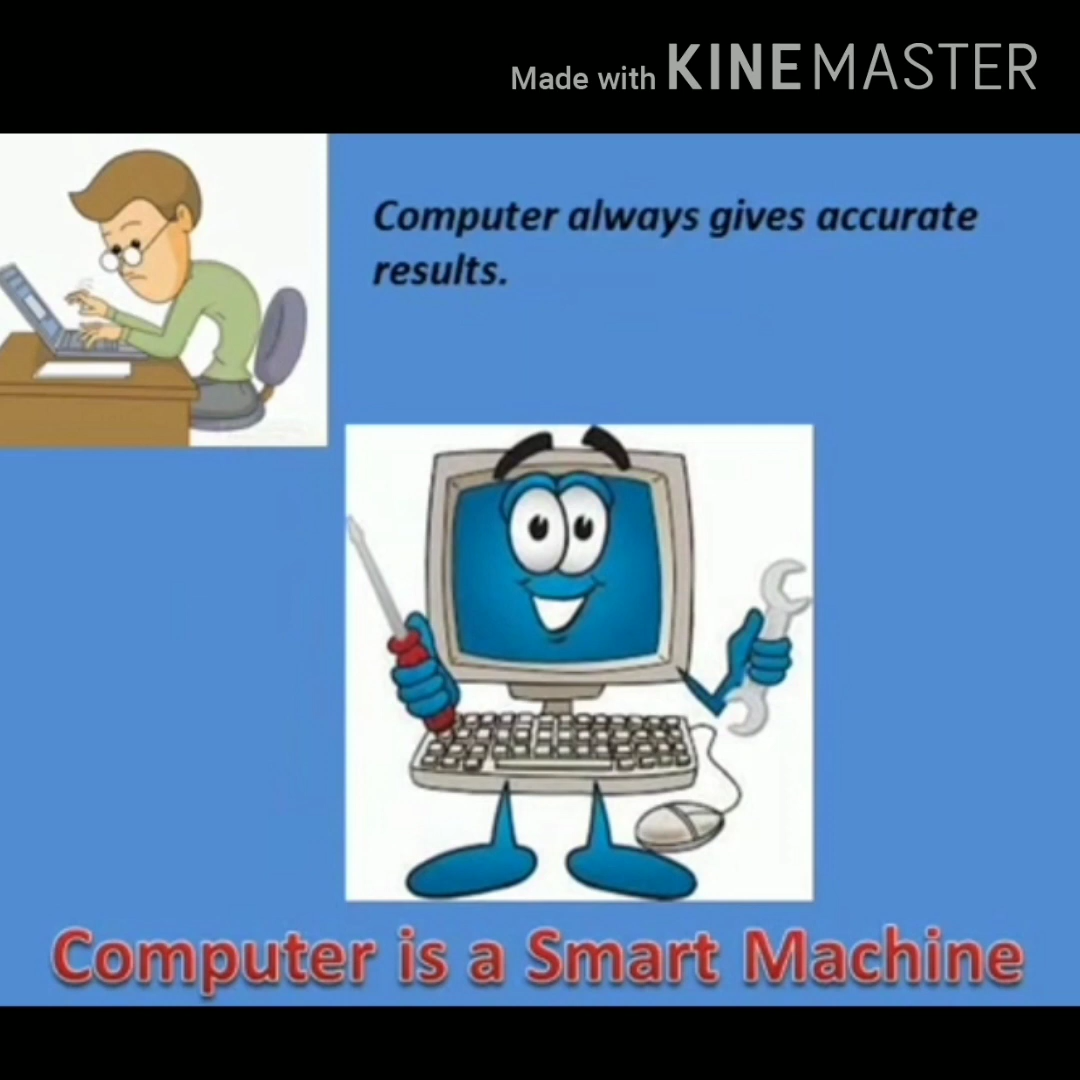 Made with KINEMASTER
Computer always gives accurate
results.
Computer is a Smart Machine